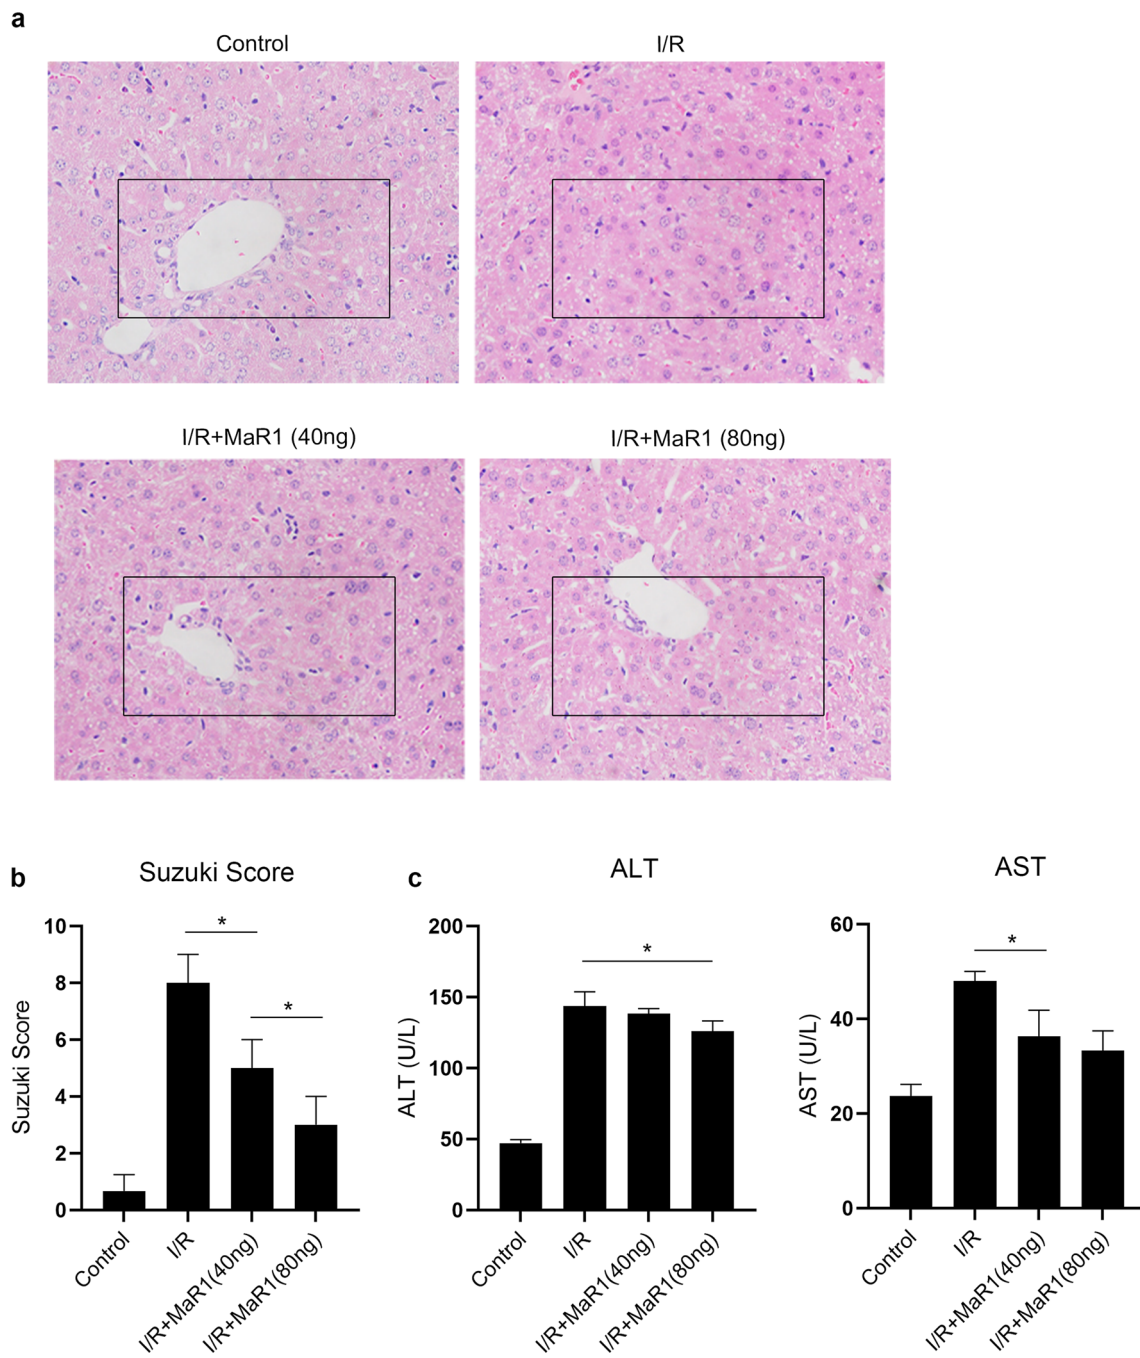 a
Control
I/R
I/R+MaR1 (40ng)
I/R+MaR1 (80ng)
b
Suzuki Score
Suzuki Score
10
8
6
4
2
0
*
*
Control
I/R
I/R+MaR1(40ng)
I/R+MaR1(80ng)
c
ALT
ALT (U/L)
200
150
100
50
0
*
Control
I/R
I/R+MaR1(40ng)
I/R+MaR1(80ng)
AST
AST (U/L)
60
40
20
0
*
Control
I/R
I/R+MaR1(40ng)
I/R+MaR1(80ng)